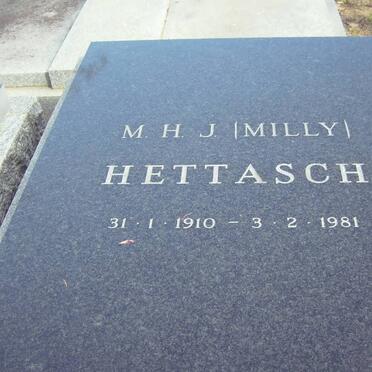 M. H. J. (MILLY)
HETTASCH
31 · 1 · 1910 – 3 · 2 · 1981